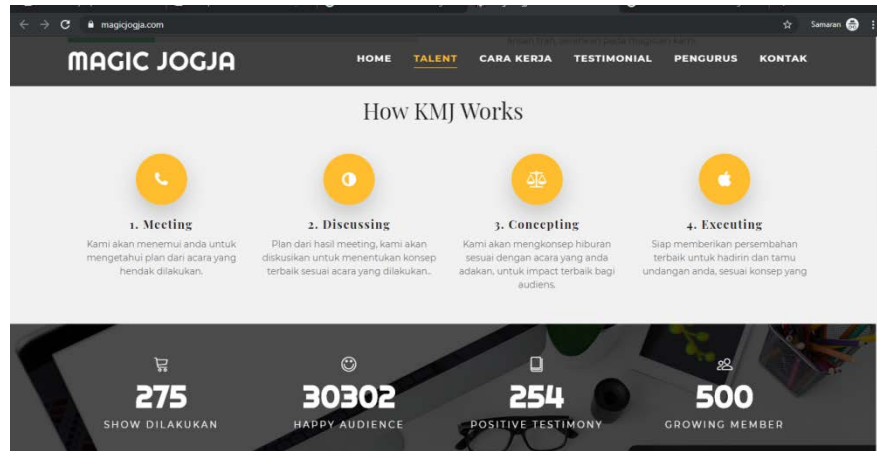 magicjogja.com
Samaran
MAGIC JOGJA
HOME TALENT CARA KERJA TESTIMONIAL PENGURUS KONTAK
How KMJ Works
1. Meeting
Kami akan menemui anda untuk
mengetahui plan dari acara yang
hendak dilakukan.
2. Discussing
Plan dari hasil meeting, kami akan
diskusikan untuk menentukan konsep
terbaik sesuai acara yang dilakukan..
3. Concepting
Kami akan mengkonsep hiburan
sesuai dengan acara yang anda
adakan, untuk impact terbaik bagi
audiens.
4. Executing
Siap memberikan persembahan
terbaik untuk hadirin dan tamu
undangan anda, sesuai konsep yang
275
SHOW DILAKUKAN
30302
HAPPY AUDIENCE
254
POSITIVE TESTIMONY
500
GROWING MEMBER